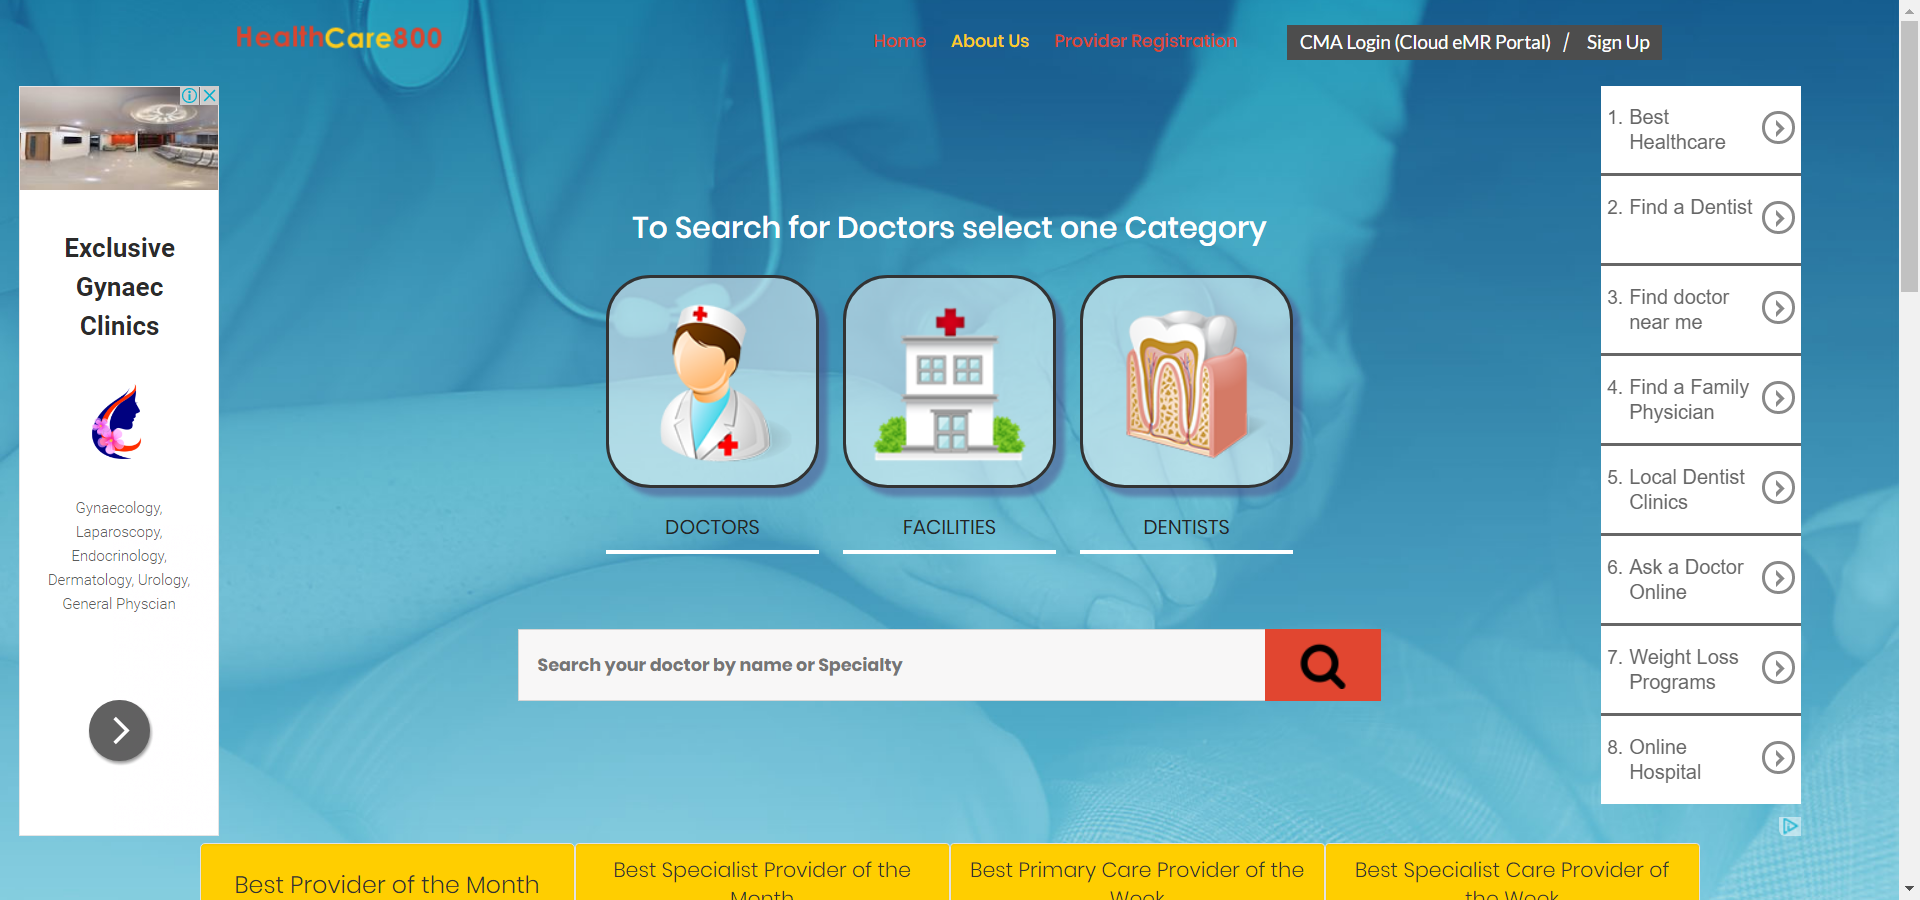 HealthCare800
Home
About Us
Provider Registration
CMA Login (Cloud eMR Portal) / Sign Up
Exclusive
Gynaec
Clinics
Gynaecology,
Laparoscopy,
Endocrinology,
Dermatology, Urology,
General Physcian
To Search for Doctors select one Category
DOCTORS
FACILITIES
DENTISTS
Search your doctor by name or Specialty
1. Best
Healthcare
2. Find a Dentist
3. Find doctor
near me
4. Find a Family
Physician
5. Local Dentist
Clinics
6. Ask a Doctor
Online
7. Weight Loss
Programs
8. Online
Hospital
Best Provider of the Month
Best Specialist Provider of the
Month
Best Primary Care Provider of the
Week
Best Specialist Care Provider of
the Week